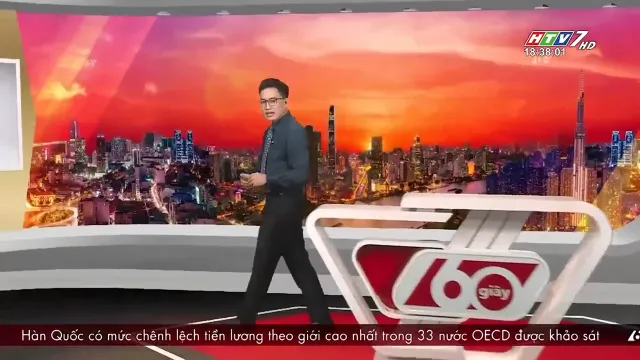 HTV7 HD
18:38:01
60 giây
Hàn Quốc có mức chênh lệch tiền lương theo giới cao nhất trong 33 nước OECD được khảo sát